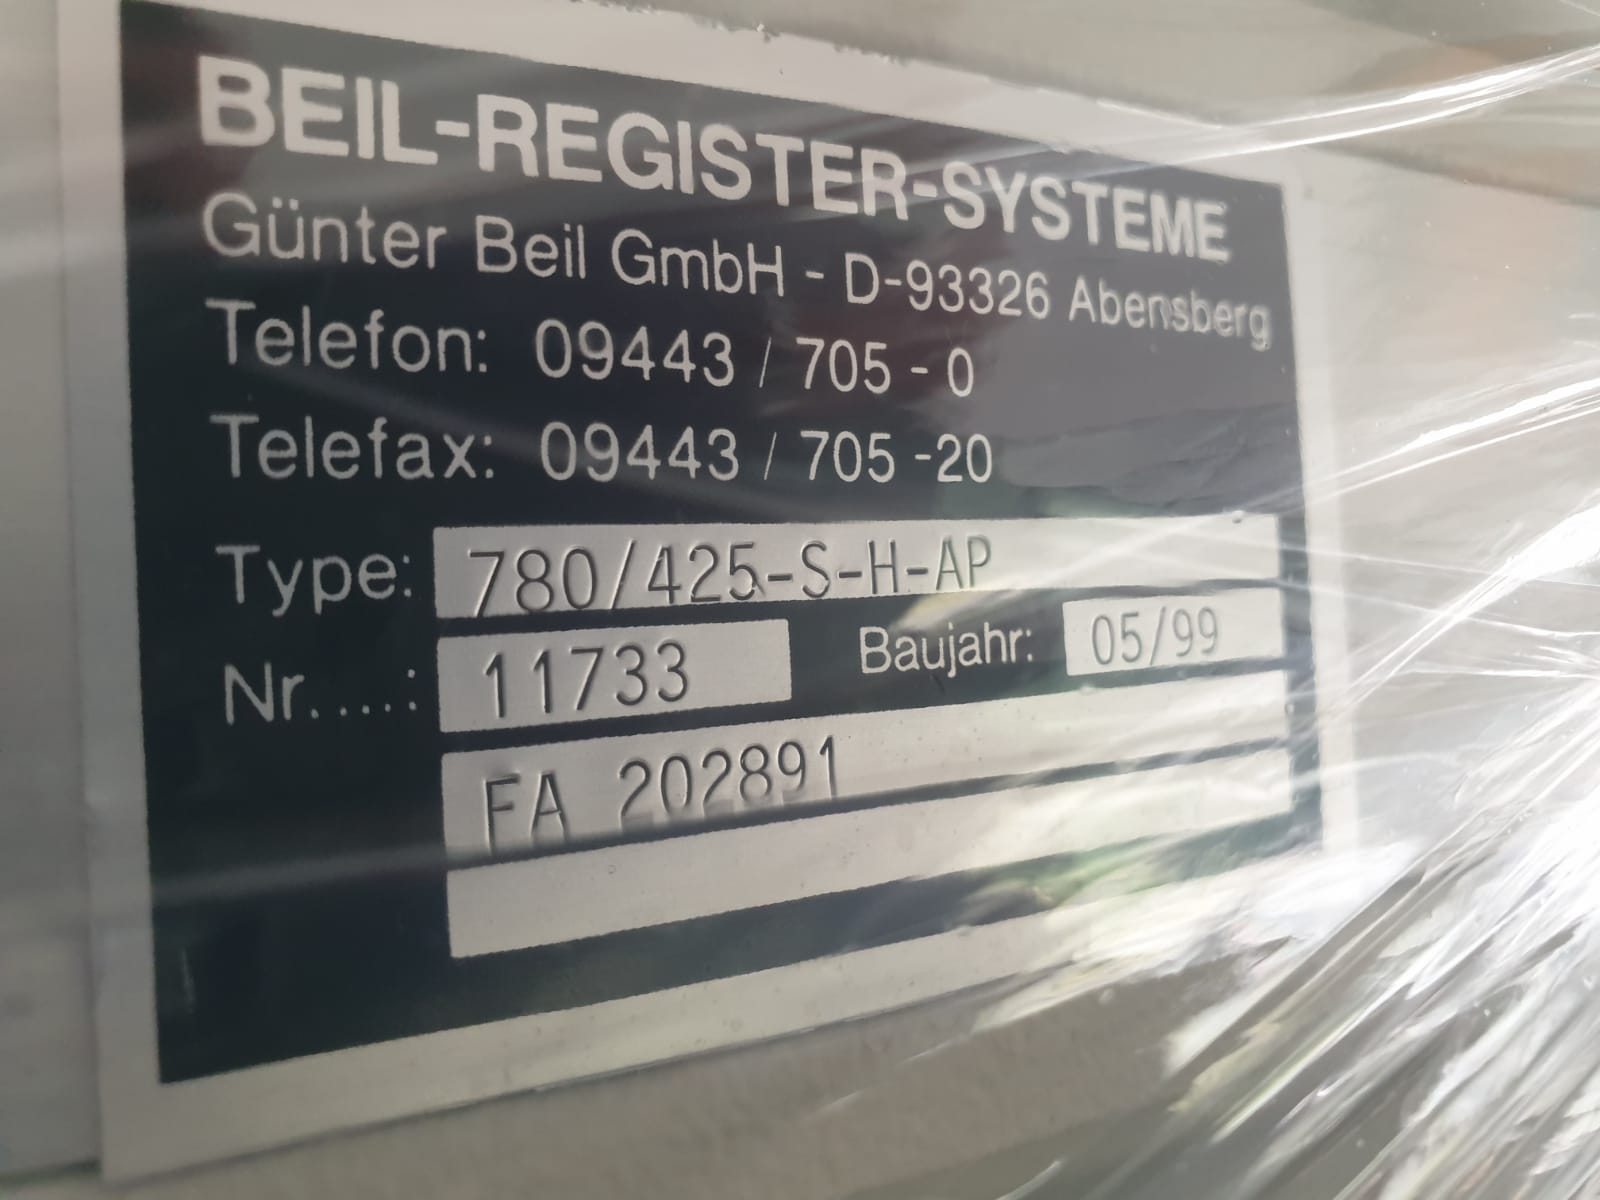 BEIL-REGISTER-SYSTEME
Günter Beil GmbH - D-93326 Abensberg
Telefon: 09443 / 705 - 0
Telefax: 09443 / 705 -20
Type: 780/425-S-H-AP
Nr....: 11733 Baujahr: 05/99
FA 202891